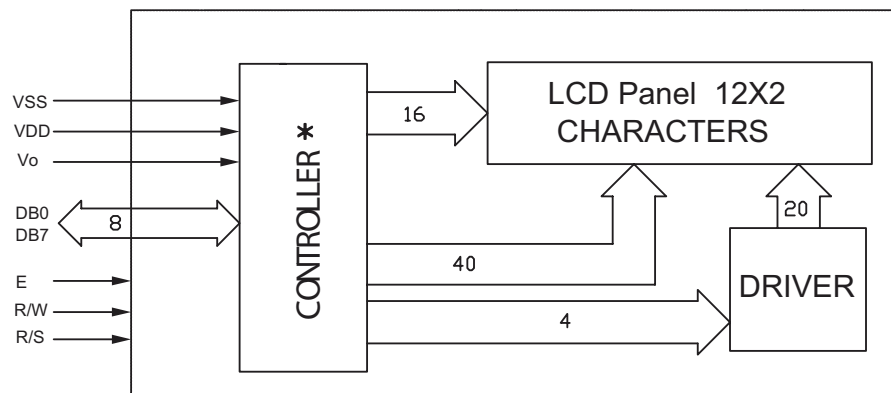 VSS
VDD
Vo
DB0
DB7
8
E
R/W
R/S
CONTROLLER *
16
40
4
LCD Panel 12X2
CHARACTERS
20
DRIVER